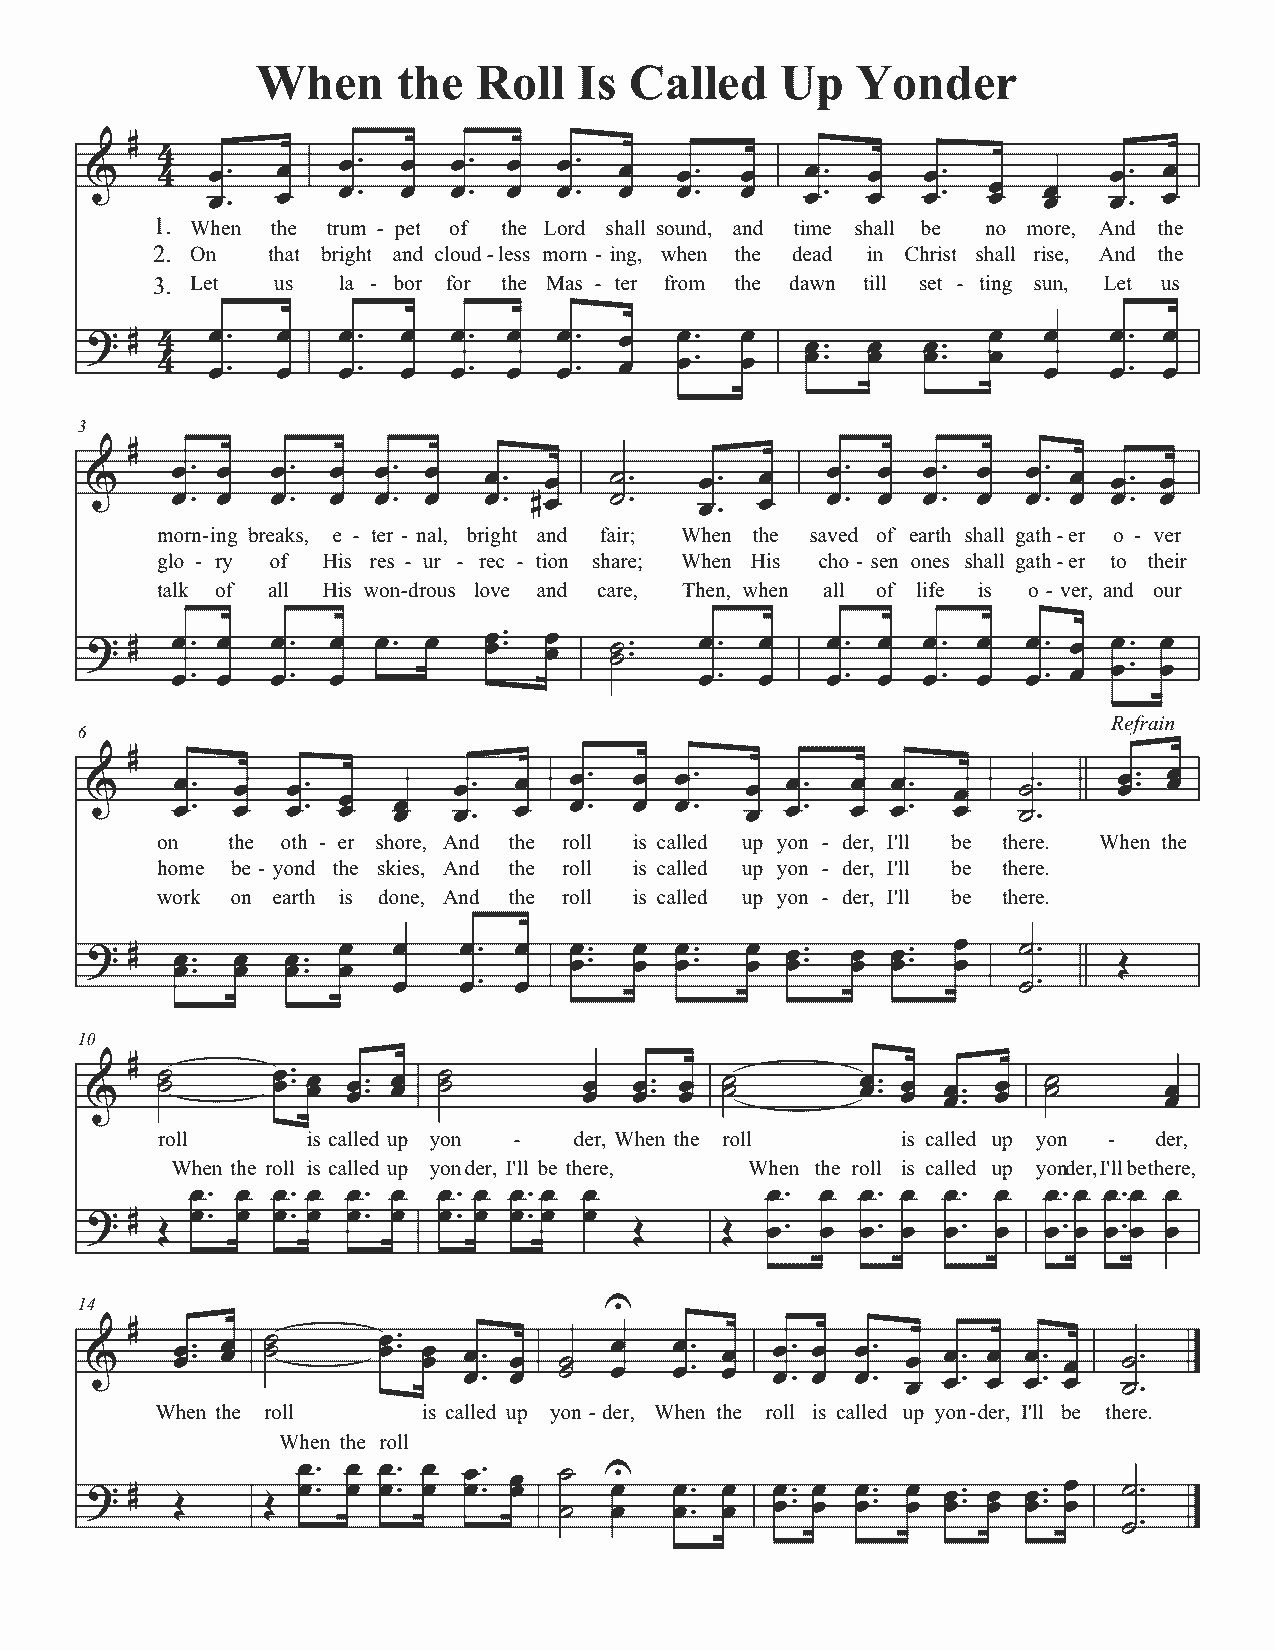 When the Roll Is Called Up Yonder
1. When the trum - pet of the Lord shall sound, and time shall be no more, And the
2. On that bright and cloud - less morn - ing, when the dead in Christ shall rise, And the
3. Let us la - bor for the Mas - ter from the dawn till set - ting sun, Let us
3
morn-ing breaks, e - ter - nal, bright and fair; When the saved of earth shall gath - er o - ver
glo - ry of His res - ur - rec - tion share; When His cho - sen ones shall gath - er to their
talk of all His won-drous love and care, Then, when all of life is o - ver, and our
6
Refrain
on the oth - er shore, And the roll is called up yon - der, I'll be there. When the
home be - yond the skies, And the roll is called up yon - der, I'll be there.
work on earth is done, And the roll is called up yon - der, I'll be there.
10
roll is called up yon - der, When the roll is called up yon - der,
When the roll is called up yonder, I'll be there, When the roll is called up yonder, I'll be there,
14
When the roll is called up yon - der, When the roll is called up yon-der, I'll be there.
When the roll